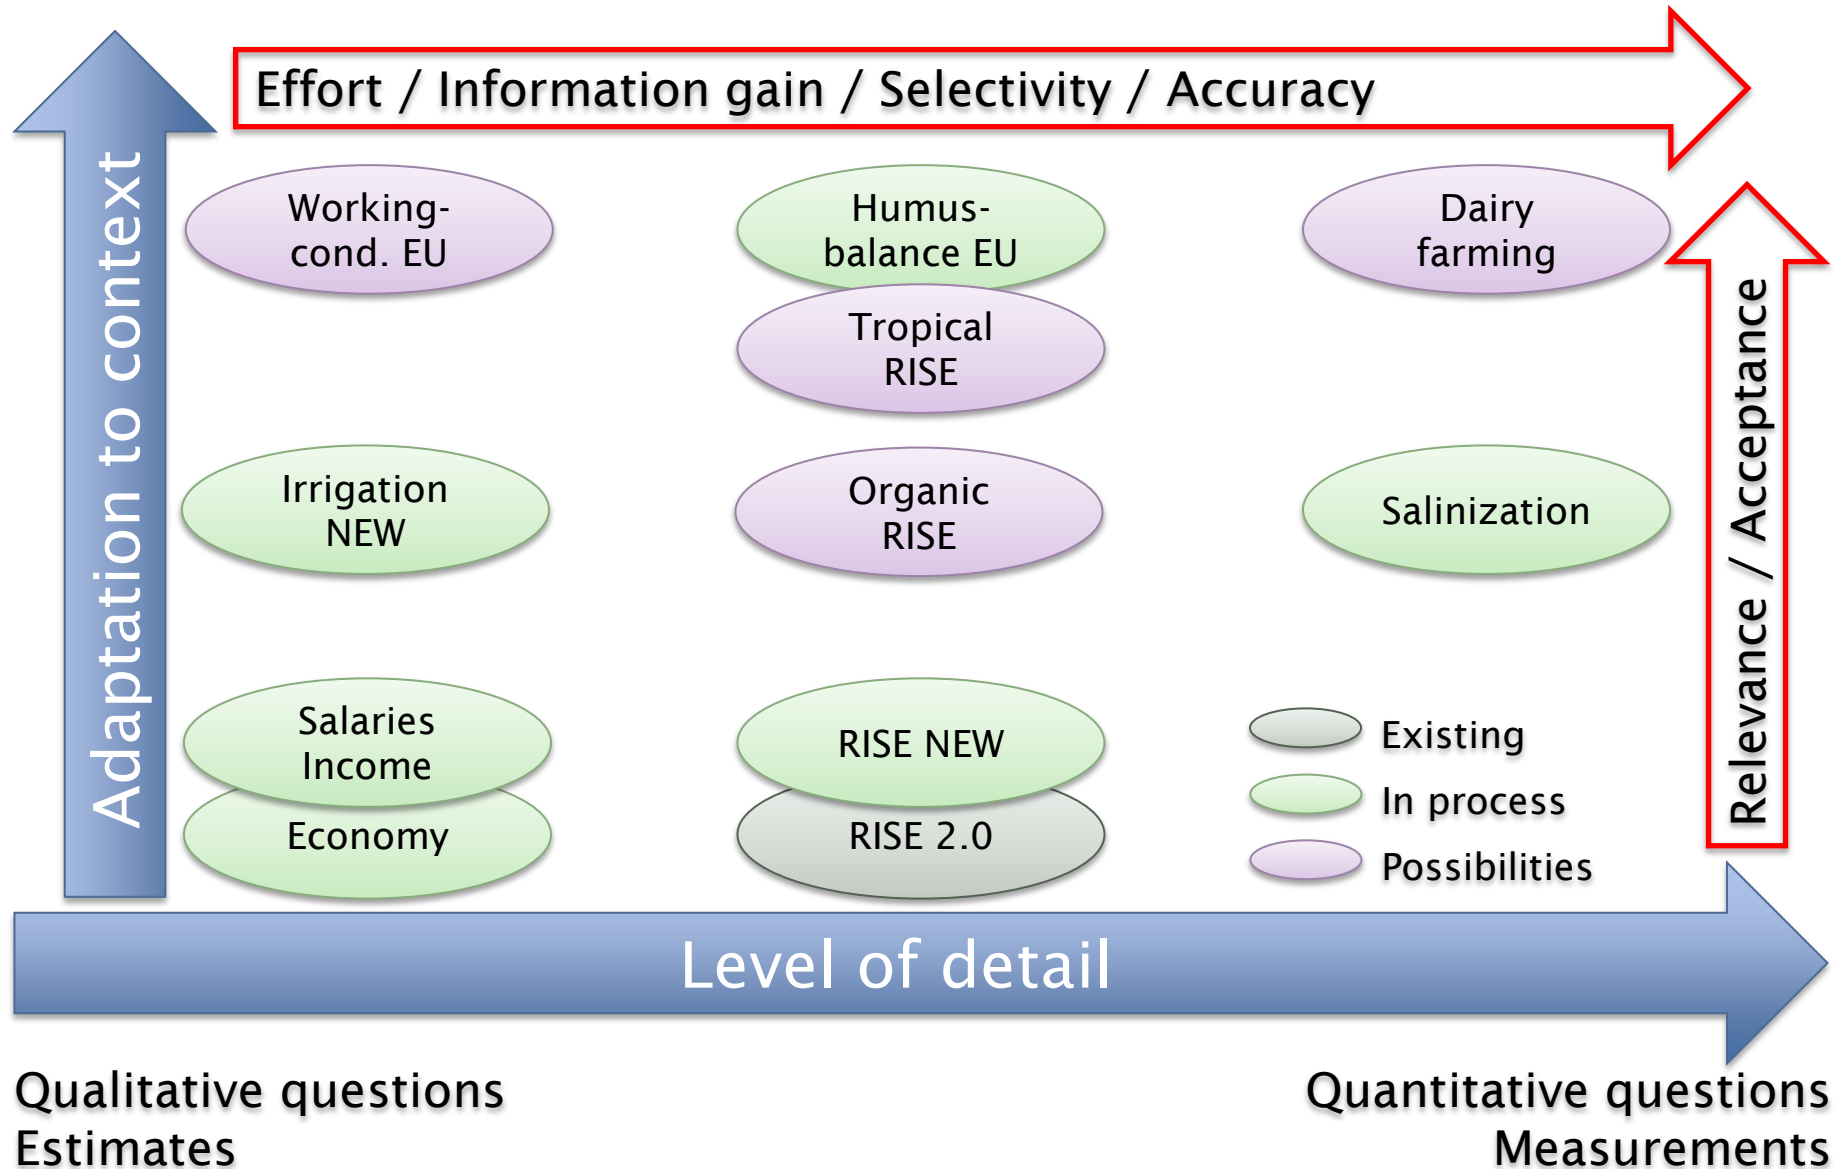 Effort / Information gain / Selectivity / Accuracy
Adaptation to context
Working-
cond. EU
Humus-
balance EU
Dairy
farming
Tropical
RISE
Irrigation
NEW
Organic
RISE
Salinization
Relevance / Acceptance
Salaries
Income
RISE NEW
Economy
RISE 2.0
Existing
In process
Possibilities
Level of detail
Qualitative questions
Estimates
Quantitative questions
Measurements